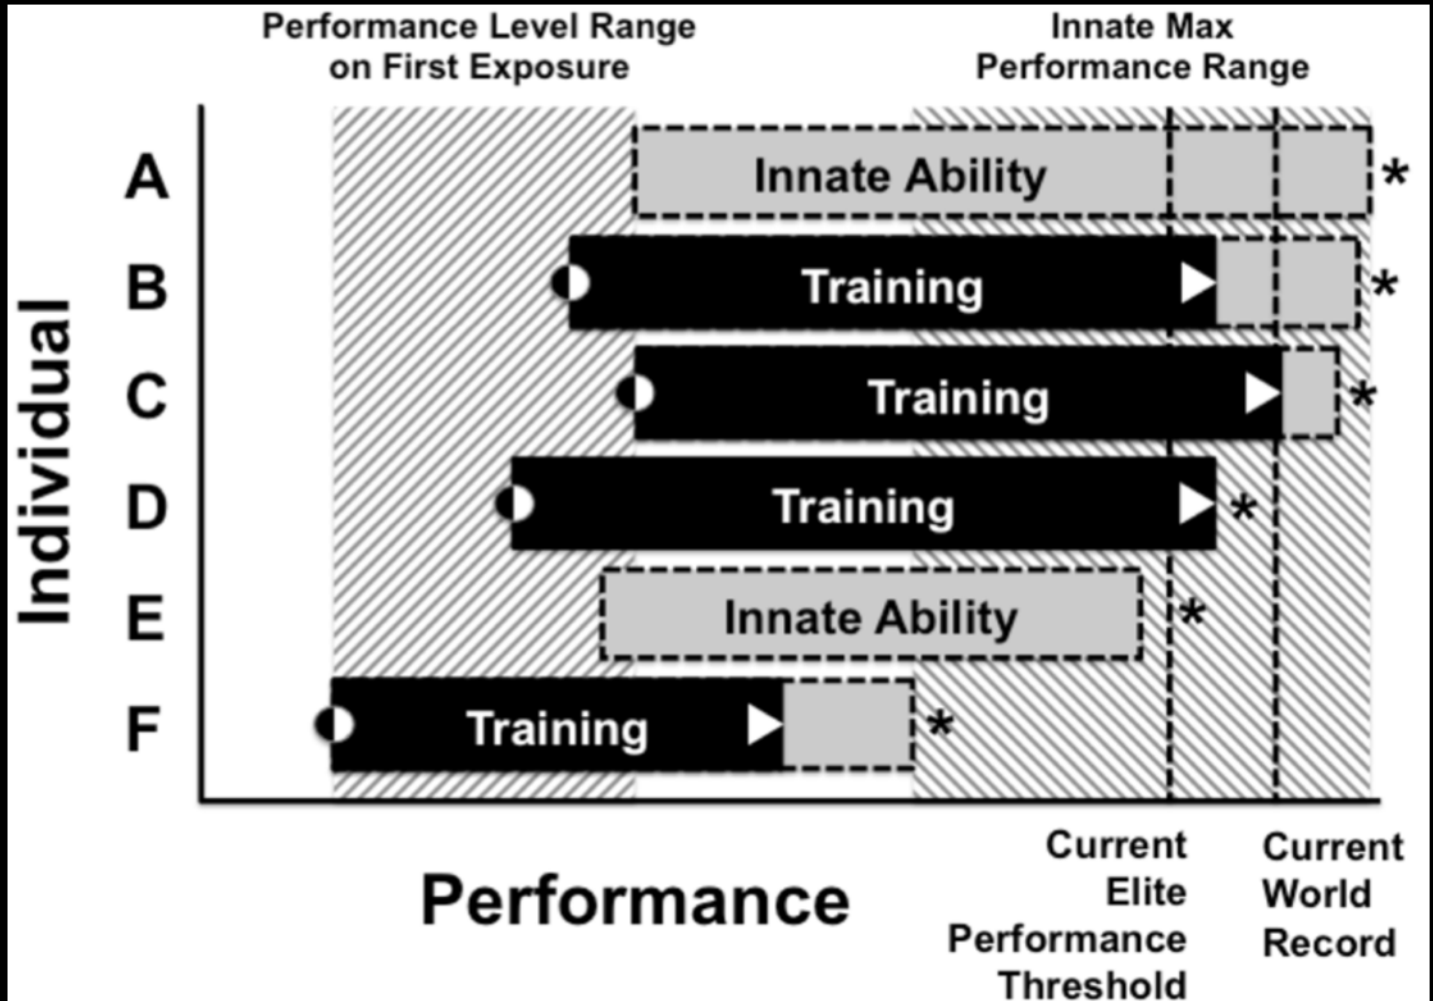 Performance Level Range
on First Exposure
Innate Max
Performance Range
Individual
A
Innate Ability
*
B
Training
*
C
Training
*
D
Training
*
E
Innate Ability
*
F
Training
*
Performance
Current
Elite
Performance
Threshold
Current
World
Record